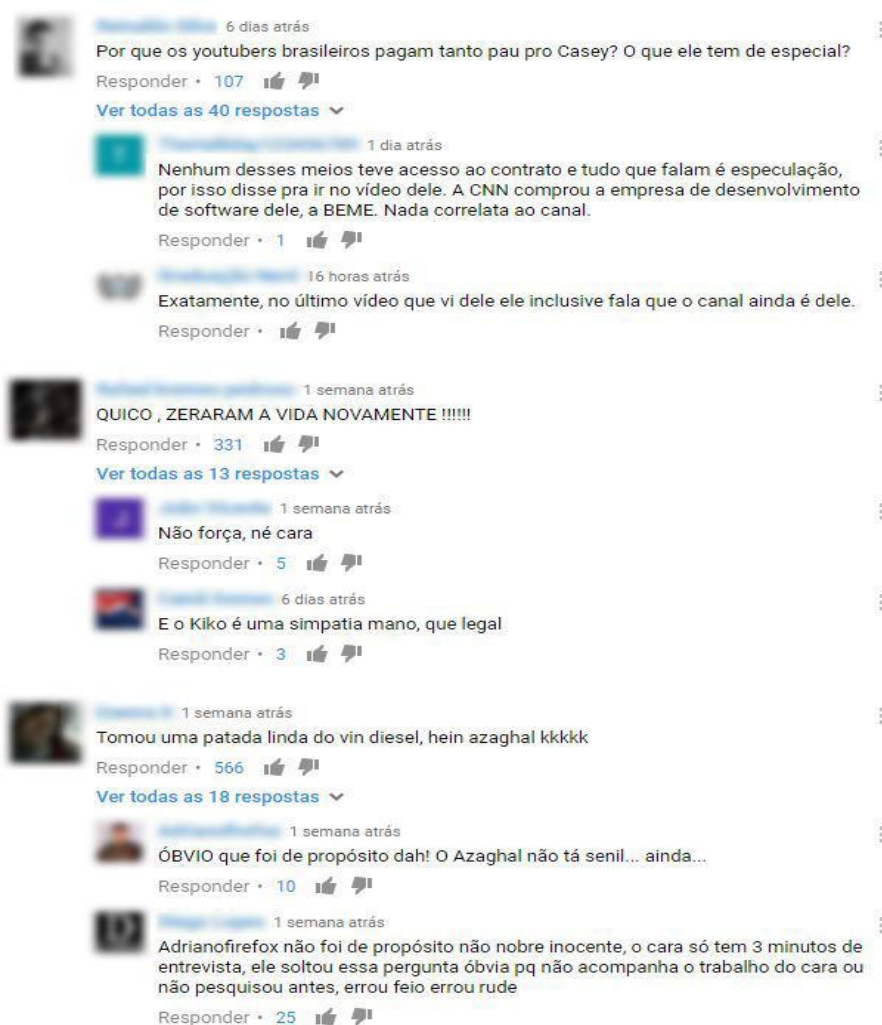 6 dias atrás
Por que os youtubers brasileiros pagam tanto pau pro Casey? O que ele tem de especial?
Responder • 107
Ver todas as 40 respostas
T
1 dia atrás
Nenhum desses meios teve acesso ao contrato e tudo que falam é especulação,
por isso disse pra ir no vídeo dele. A CNN comprou a empresa de desenvolvimento
de software dele, a BEME. Nada correlata ao canal.
Responder • 1
16 horas atrás
Exatamente, no último vídeo que vi dele ele inclusive fala que o canal ainda é dele.
Responder •
1 semana atrás
QUICO , ZERARAM A VIDA NOVAMENTE !!!!!!
Responder • 331
Ver todas as 13 respostas
J
1 semana atrás
Não força, né cara
Responder • 5
6 dias atrás
E o Kiko é uma simpatia mano, que legal
Responder • 3
1 semana atrás
Tomou uma patada linda do vin diesel, hein azaghal kkkkk
Responder • 566
Ver todas as 18 respostas
1 semana atrás
ÓBVIO que foi de propósito dah! O Azaghal não tá senil... ainda...
Responder • 10
D
1 semana atrás
Adrianofirefox não foi de propósito não nobre inocente, o cara só tem 3 minutos de
entrevista, ele soltou essa pergunta óbvia pq não acompanha o trabalho do cara ou
não pesquisou antes, errou feio errou rude
Responder • 25